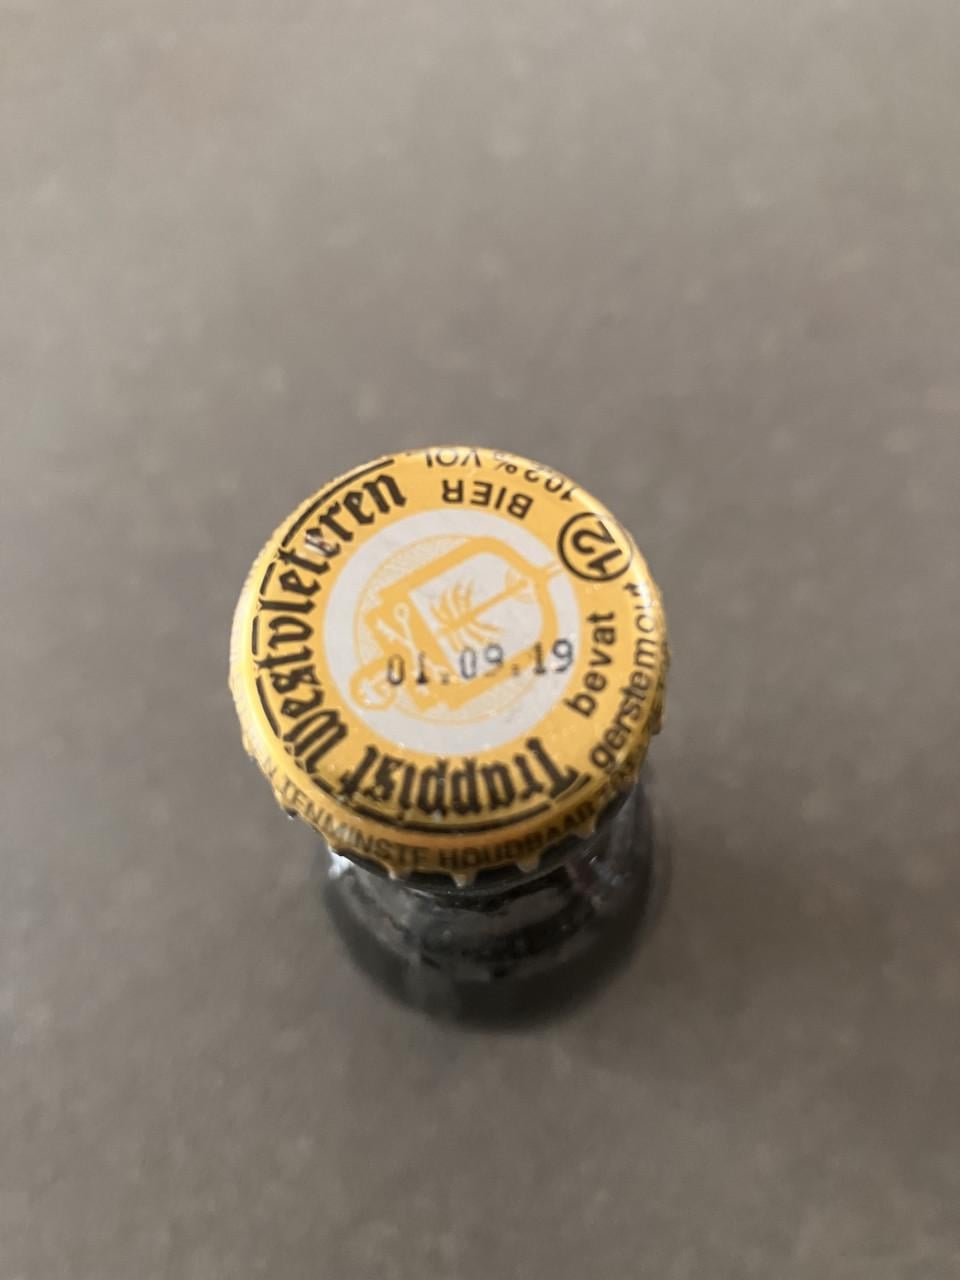 Trappist Westvleteren
12
BIER
10.2 % VOL.
bevat
gerstemout
01.09.19
TENMINSTE HOUDBAAR